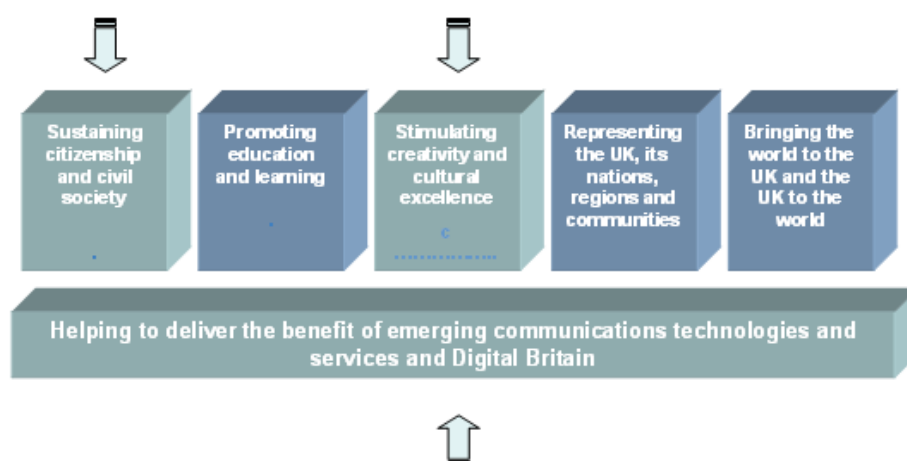 Sustaining
citizenship
and civil
society
Promoting
education
and learning
Stimulating
creativity and
cultural
excellence
c
Representing
the UK, its
nations,
regions and
communities
Bringing the
world to the
UK and the
UK to the
world
Helping to deliver the benefit of emerging communications technologies and
services and Digital Britain